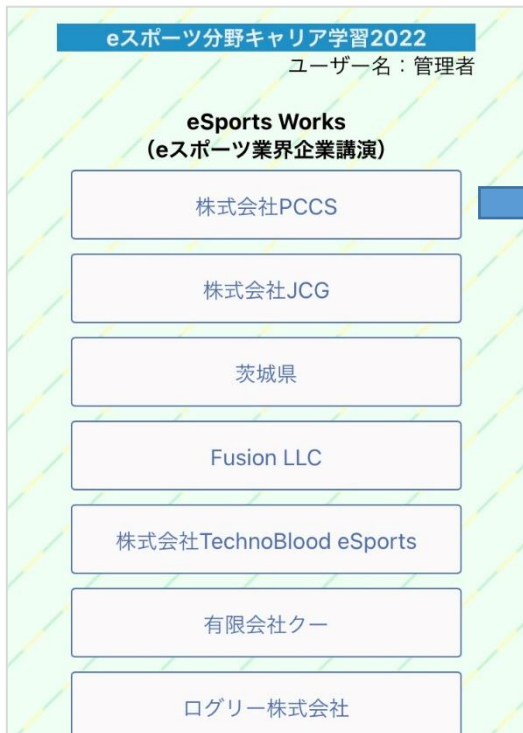 eスポーツ分野キャリア学習2022
ユーザー名：管理者
eSports Works
（eスポーツ業界企業講演）
株式会社PCCS
株式会社JCG
茨城県
Fusion LLC
株式会社TechnoBlood eSports
有限会社クー
ログリー株式会社